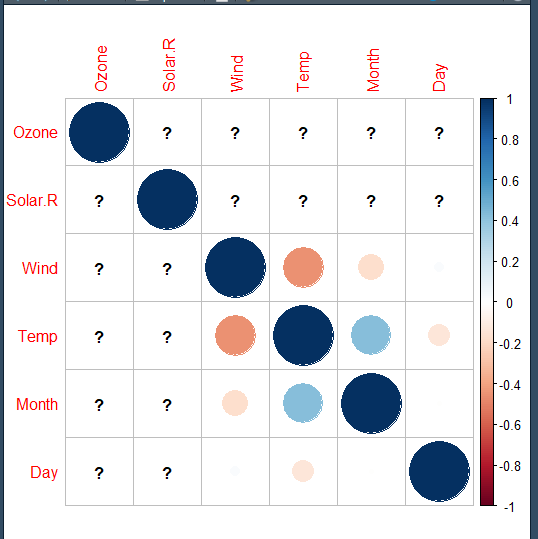 Ozone
Solar.R
Wind
Temp
Month
Day
Ozone ? ? ? ? ?
Solar.R ? ? ? ? ?
Wind ? ?
Temp ? ?
Month ? ?
Day ? ?
1
0.8
0.6
0.4
0.2
0
-0.2
-0.4
-0.6
-0.8
-1